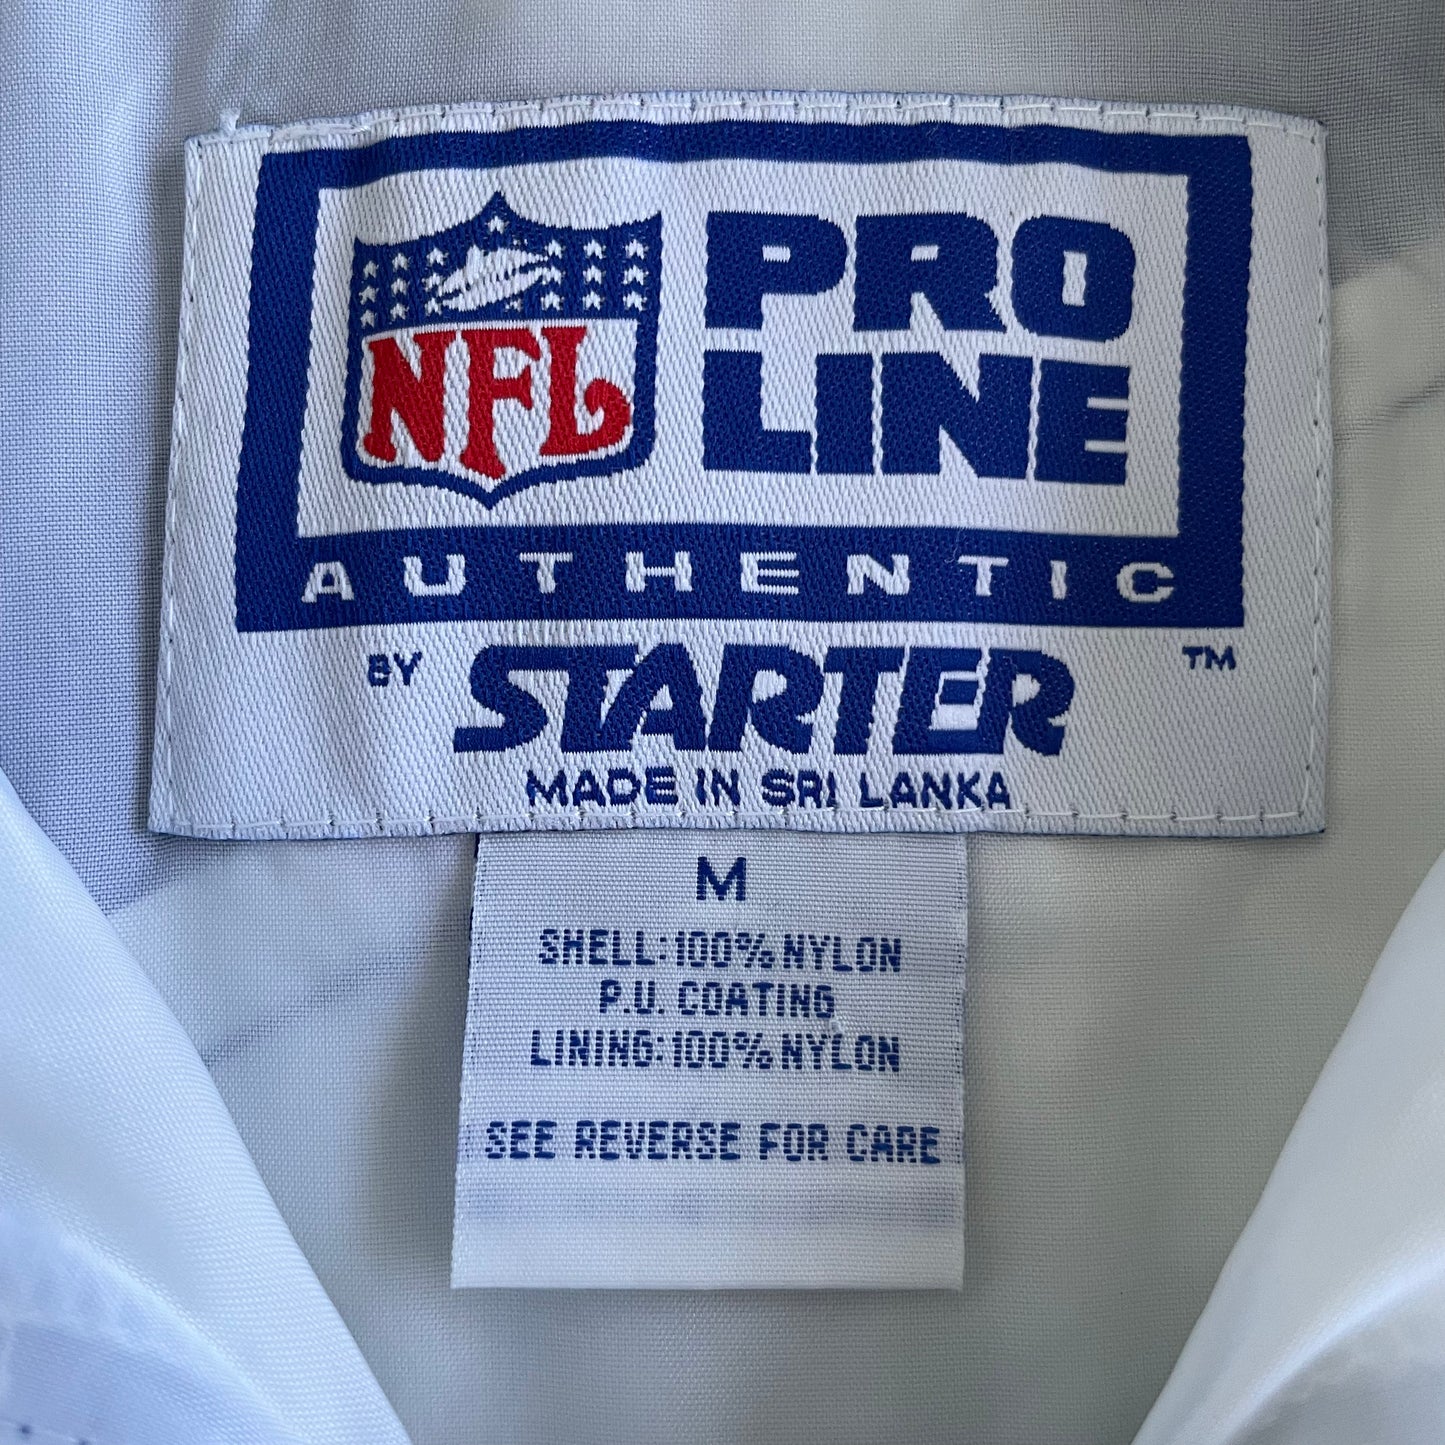 NFL
PRO
LINE
AUTHENTIC
BY STARTER ™
MADE IN SRI LANKA
M
SHELL: 100% NYLON
P.U. COATING
LINING: 100% NYLON
SEE REVERSE FOR CARE